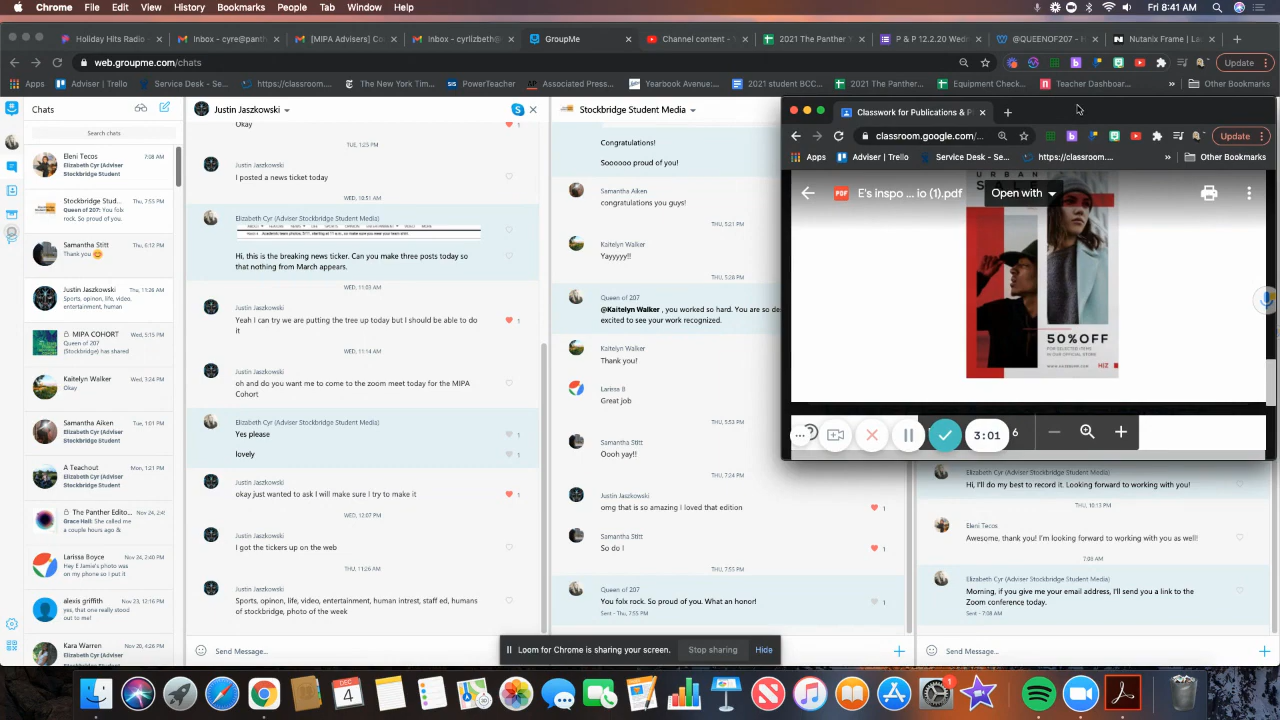 Chrome File Edit View History Bookmarks People Tab Window Help Fri 8:41 AM
Holiday Hits Radio Inbox - cyre@panth [MIPA Advisers] Co Inbox - cyrlizbeth@ GroupMe Channel content - Y 2021 The Panther P & P 12.2.20 Wedn @QUEENOF207 - H Nutanix Frame | La
web.groupme.com/chats Update
Apps Adviser | Trello Service Desk - Se... https://classroom.... The New York Tim... PowerTeacher Associated Press... Yearbook Avenue:... 2021 student BCC... 2021 The Panther... Equipment Check... Teacher Dashboar... Other Bookmarks
Chats
Search chats
Eleni Tecos 7:08 AM
Elizabeth Cyr (Adviser
Stockbridge Student
Stockbridge Stud... Thu, 7:55 PM
Queen of 207: You folx
rock. So proud of you.
Samantha Stitt Thu, 6:12 PM
Thank you
Justin Jaszkowski Thu, 11:26 AM
Sports, opinon, life, video,
entertainment, human
MIPA COHORT Wed, 5:15 PM
Queen of 207
(Stockbridge) has shared
Kaitelyn Walker Wed, 3:24 PM
Okay
Samantha Aiken Tue, 1:01 PM
Elizabeth Cyr (Adviser
Stockbridge Student
A Teachout Mon, 1:21 PM
Elizabeth Cyr (Adviser
Stockbridge Student
The Panther Edito... Nov 24, 2:4
Grace Hall: She called me
a couple hours ago &
Larissa Boyce Nov 24, 2:40 PM
Hey E Jamia's photo was
on my phone so I put it
alexis griffith Nov 23, 12:16 PM
yes, that one really stood
out to me!
Kara Warren Nov 20, 4:26 PM
Elizabeth Cyr (Adviser
Justin Jaszkowski
Okay
TUE, 1:25 PM
Justin Jaszkowski
I posted a news ticket today
WED, 10:51 AM
Elizabeth Cyr (Adviser Stockbridge Student Media)
Hi, this is the breaking news ticker. Can you make three posts today so
that nothing from March appears.
WED, 11:03 AM
Justin Jaszkowski
Yeah I can try we are putting the tree up today but I should be able to do
it
WED, 11:14 AM
Justin Jaszkowski
oh and do you want me to come to the zoom meet today for the MIPA
Cohort
Elizabeth Cyr (Adviser Stockbridge Student Media)
Yes please
lovely
Justin Jaszkowski
okay just wanted to ask I will make sure I try to make it
WED, 12:07 PM
Justin Jaszkowski
I got the tickers up on the web
THU, 11:26 AM
Justin Jaszkowski
Sports, opinon, life, video, entertainment, human intrest, staff ed, humans
of stockbridge, photo of the week
Send Message...
Stockbridge Student Media
Congratulations!
Soooooo proud of you!
Samantha Aiken
congratulations you guys!
THU, 5:21 PM
Kaitelyn Walker
Yayyyyy!!
THU, 5:28 PM
Queen of 207
@Kaitelyn Walker , you worked so hard. You are so de
excited to see your work recognized.
Kaitelyn Walker
Thank you!
Larissa B
Great job
THU, 5:53 PM
Samantha Stitt
Oooh yay!!
THU, 7:24 PM
Justin Jaszkowski
omg that is so amazing I loved that edition
Samantha Stitt
So do I
THU, 7:55 PM
Queen of 207
You folx rock. So proud of you. What an honor!
Sent - Thu, 7:55 PM
Loom for Chrome is sharing your screen. Stop sharing Hide
Classwork for Publications & P
classroom.google.com/... Update
Apps Adviser | Trello Service Desk - Se... https://classroom.... Other Bookmarks
E's inspo ... io (1).pdf Open with
URBAN
SALE
50%OFF
FOR SELECTED ITEMS
HIZ
3:01 6
Elizabeth Cyr (Adviser Stockbridge Student Media)
Hi, I'll do my best to record it. Looking forward to working with you!
THU, 10:13 PM
Eleni Tecos
Awesome, thank you! I'm looking forward to working with you as well!
7:08 AM
Elizabeth Cyr (Adviser Stockbridge Student Media)
Morning, if you give me your email address, I'll send you a link to the
Zoom conference today.
Sent - 7:08 AM
Send Message...
DEC
4